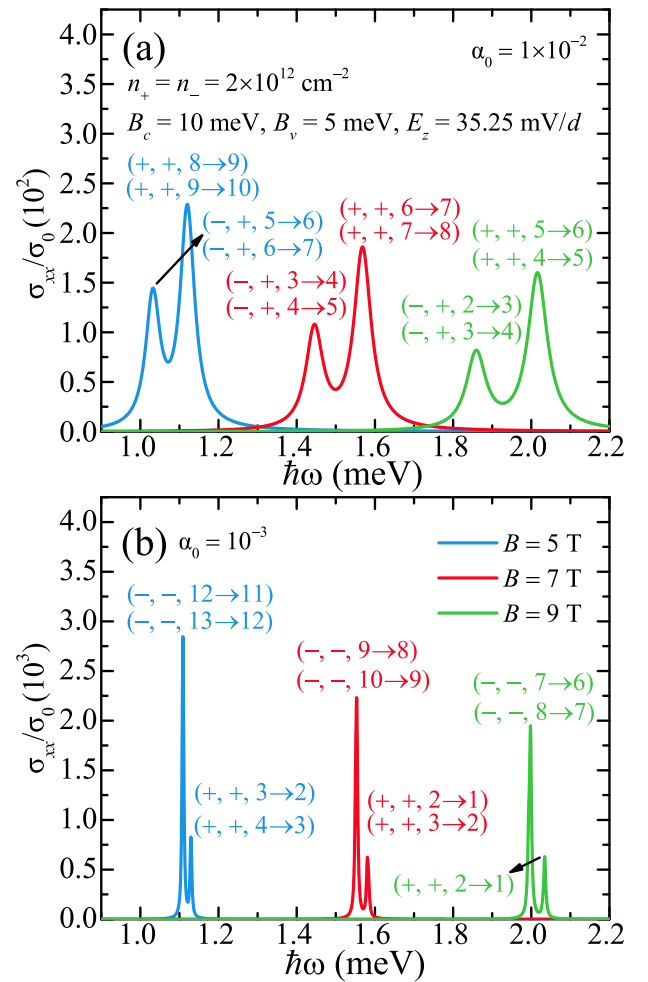 (a)
α₀ = 1×10⁻²
n₊ = n₋ = 2×10¹² cm⁻²
B_c = 10 meV, B_v = 5 meV, E_z = 35.25 mV/d
(+, +, 8→9)
(+, +, 9→10)
(−, +, 5→6)
(−, +, 6→7)
(+, +, 6→7)
(+, +, 7→8)
(−, +, 3→4)
(−, +, 4→5)
(+, +, 5→6)
(+, +, 4→5)
(−, +, 2→3)
(−, +, 3→4)
σ_xx/σ₀ (10²)
4.0
3.5
3.0
2.5
2.0
1.5
1.0
0.5
0.0
1.0 1.2 1.4 1.6 1.8 2.0 2.2
ħω (meV)
(b) α₀ = 10⁻³
B = 5 T
B = 7 T
B = 9 T
(−, −, 12→11)
(−, −, 13→12)
(−, −, 9→8)
(−, −, 10→9)
(−, −, 7→6)
(−, −, 8→7)
(+, +, 3→2)
(+, +, 4→3)
(+, +, 2→1)
(+, +, 3→2)
(+, +, 2→1)
σ_xx/σ₀ (10³)
4.0
3.5
3.0
2.5
2.0
1.5
1.0
0.5
0.0
1.0 1.2 1.4 1.6 1.8 2.0 2.2
ħω (meV)